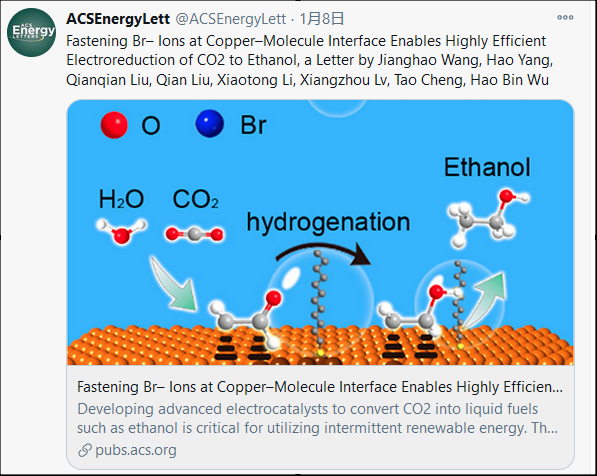 ACS
Energy
LETTERS
ACSEnergyLett @ACSEnergyLett · 1月8日
Fastening Br– Ions at Copper–Molecule Interface Enables Highly Efficient
Electroreduction of CO2 to Ethanol, a Letter by Jianghao Wang, Hao Yang,
Qianqian Liu, Qian Liu, Xiaotong Li, Xiangzhou Lv, Tao Cheng, Hao Bin Wu
O Br
Ethanol
H₂O CO₂
hydrogenation
Fastening Br– Ions at Copper–Molecule Interface Enables Highly Efficien...
Developing advanced electrocatalysts to convert CO2 into liquid fuels
such as ethanol is critical for utilizing intermittent renewable energy. Th...
pubs.acs.org